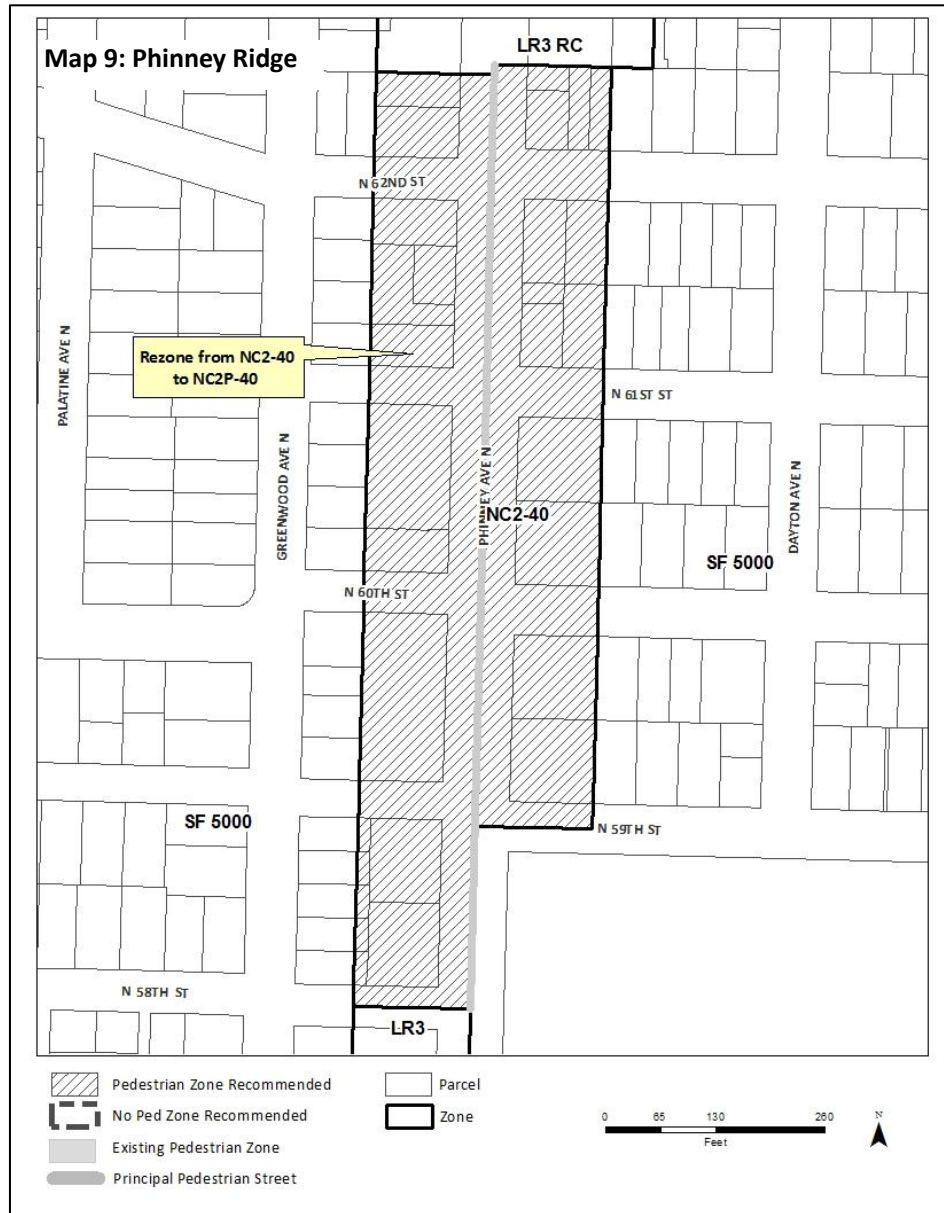 Map 9: Phinney Ridge
LR3 RC
N 62ND ST
PALATINE AVE N
Rezone from NC2-40
to NC2P-40
N 61ST ST
GREENWOOD AVE N
PHINNEY AVE N
DAYTON AVE N
NC2-40
SF 5000
N 60TH ST
SF 5000
N 59TH ST
N 58TH ST
LR3
Pedestrian Zone Recommended
Parcel
No Ped Zone Recommended
Zone
Existing Pedestrian Zone
Principal Pedestrian Street
0 65 130 260
Feet
N